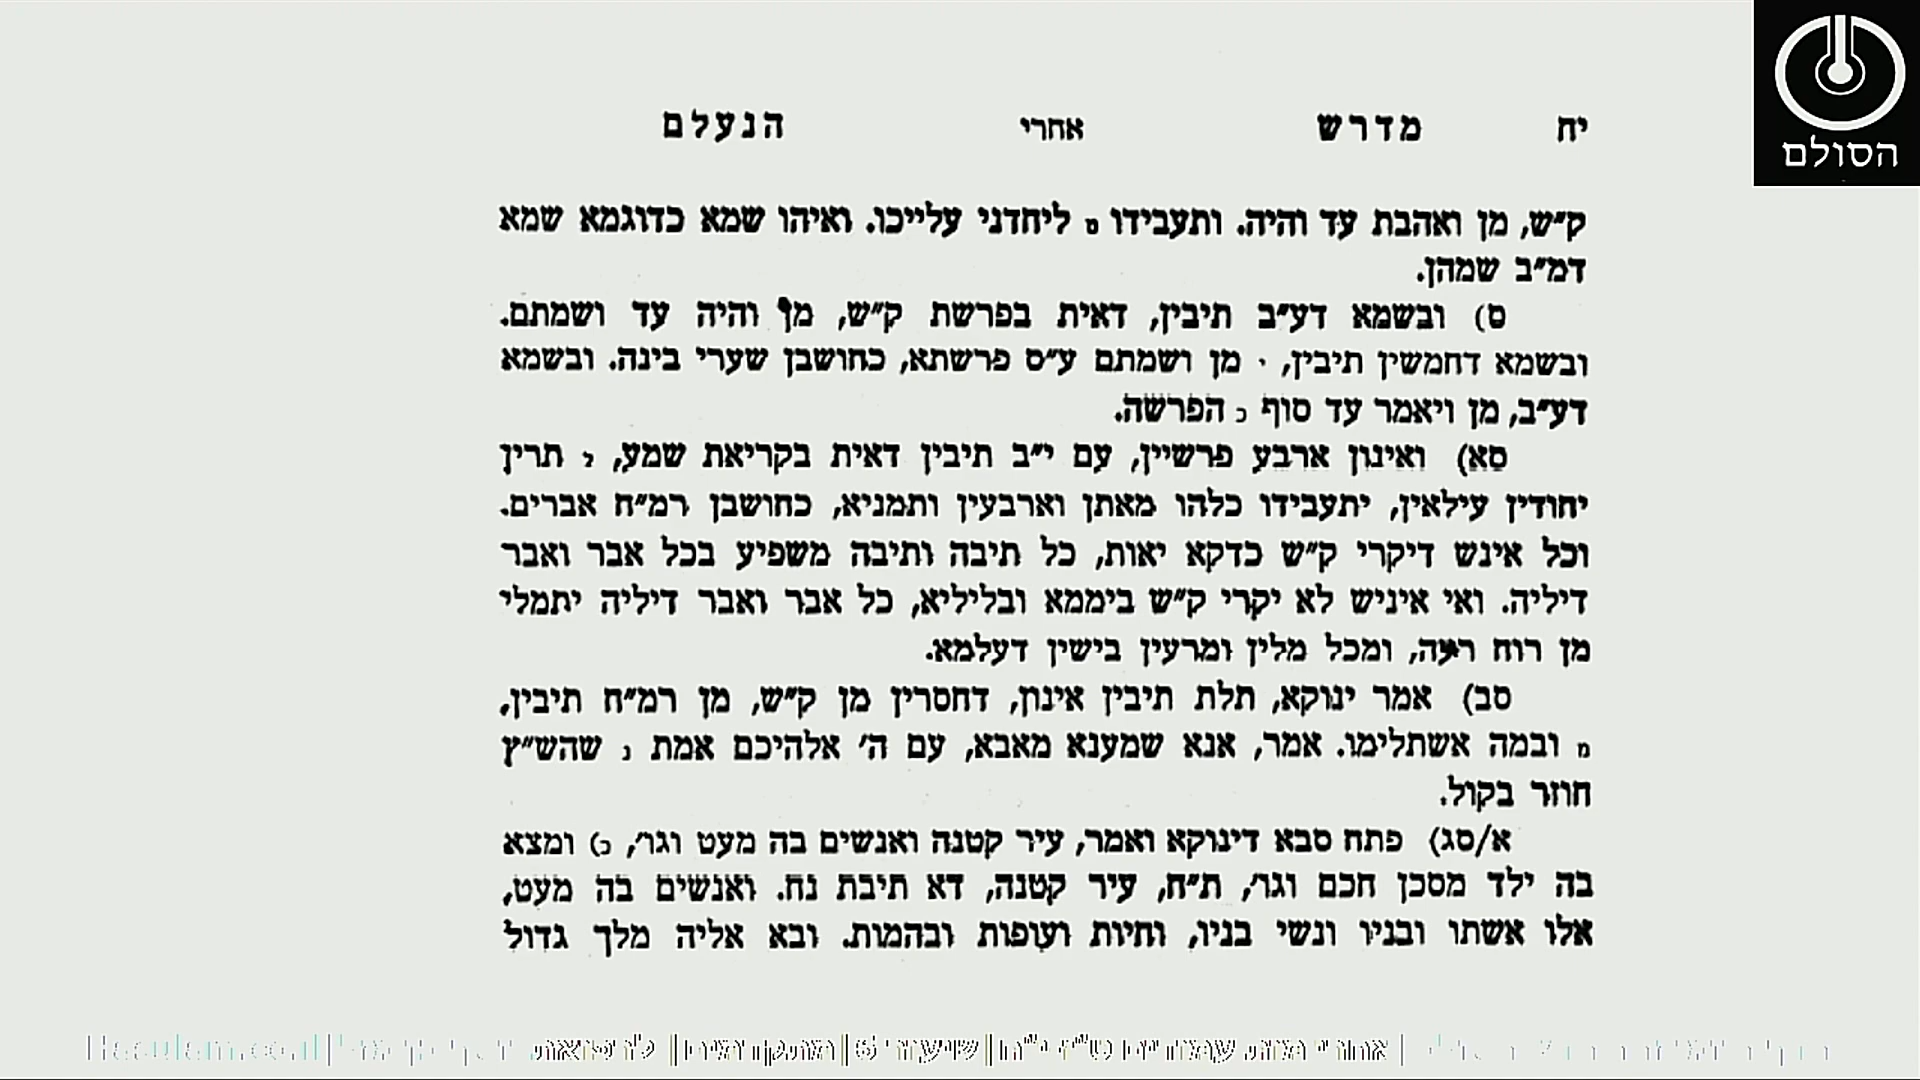 יח מדרש אחרי הנעלם
הסולם
ק״ש, מן ואהבת עד והיה. ותעבידו ס ליחדני עלייכו. ואיהו שמא כדוגמא שמא
דמ״ב שמהן.
ס) ובשמא דע״ב תיבין, דאית בפרשת ק״ש, מן והיה עד ושמתם.
ובשמא דחמשין תיבין, י מן ושמתם ע״ס פרשתא, כחושבן שערי בינה. ובשמא
דע״ב, מן ויאמר עד סוף כ הפרשה.
סא) ואינון ארבע פרשיין, עם י״ב תיבין דאית בקריאת שמע, ל תרין
יחודין עילאין, יתעבידו כלהו מאתן וארבעין ותמניא, כחושבן רמ״ח אברים.
וכל אינש דיקרי ק״ש כדקא יאות, כל תיבה ותיבה משפיע בכל אבר ואבר
דיליה. ואי איניש לא יקרי ק״ש ביממא ובליליא, כל אבר ואבר דיליה יתמלי
מן רוח רעה, ומכל מלין ומרעין בישין דעלמא.
סב) אמר ינוקא, תלת תיבין אינון, דחסרין מן ק״ש, מן רמ״ח תיבין,
מ ובמה אשתלימו. אמר, אנא שמענא מאבא, עם ה׳ אלהיכם אמת נ שהש״ץ
חוזר בקול.
א/סג) פתח סבא דינוקא ואמר, עיר קטנה ואנשים בה מעט וגו׳, כ) ומצא
בה ילד מסכן חכם וגו׳, ת״ח, עיר קטנה, דא תיבת נח. ואנשים בה מעט,
אלו אשתו ובניו ונשי בניו, וחיות ועופות ובהמות. ובא אליה מלך גדול